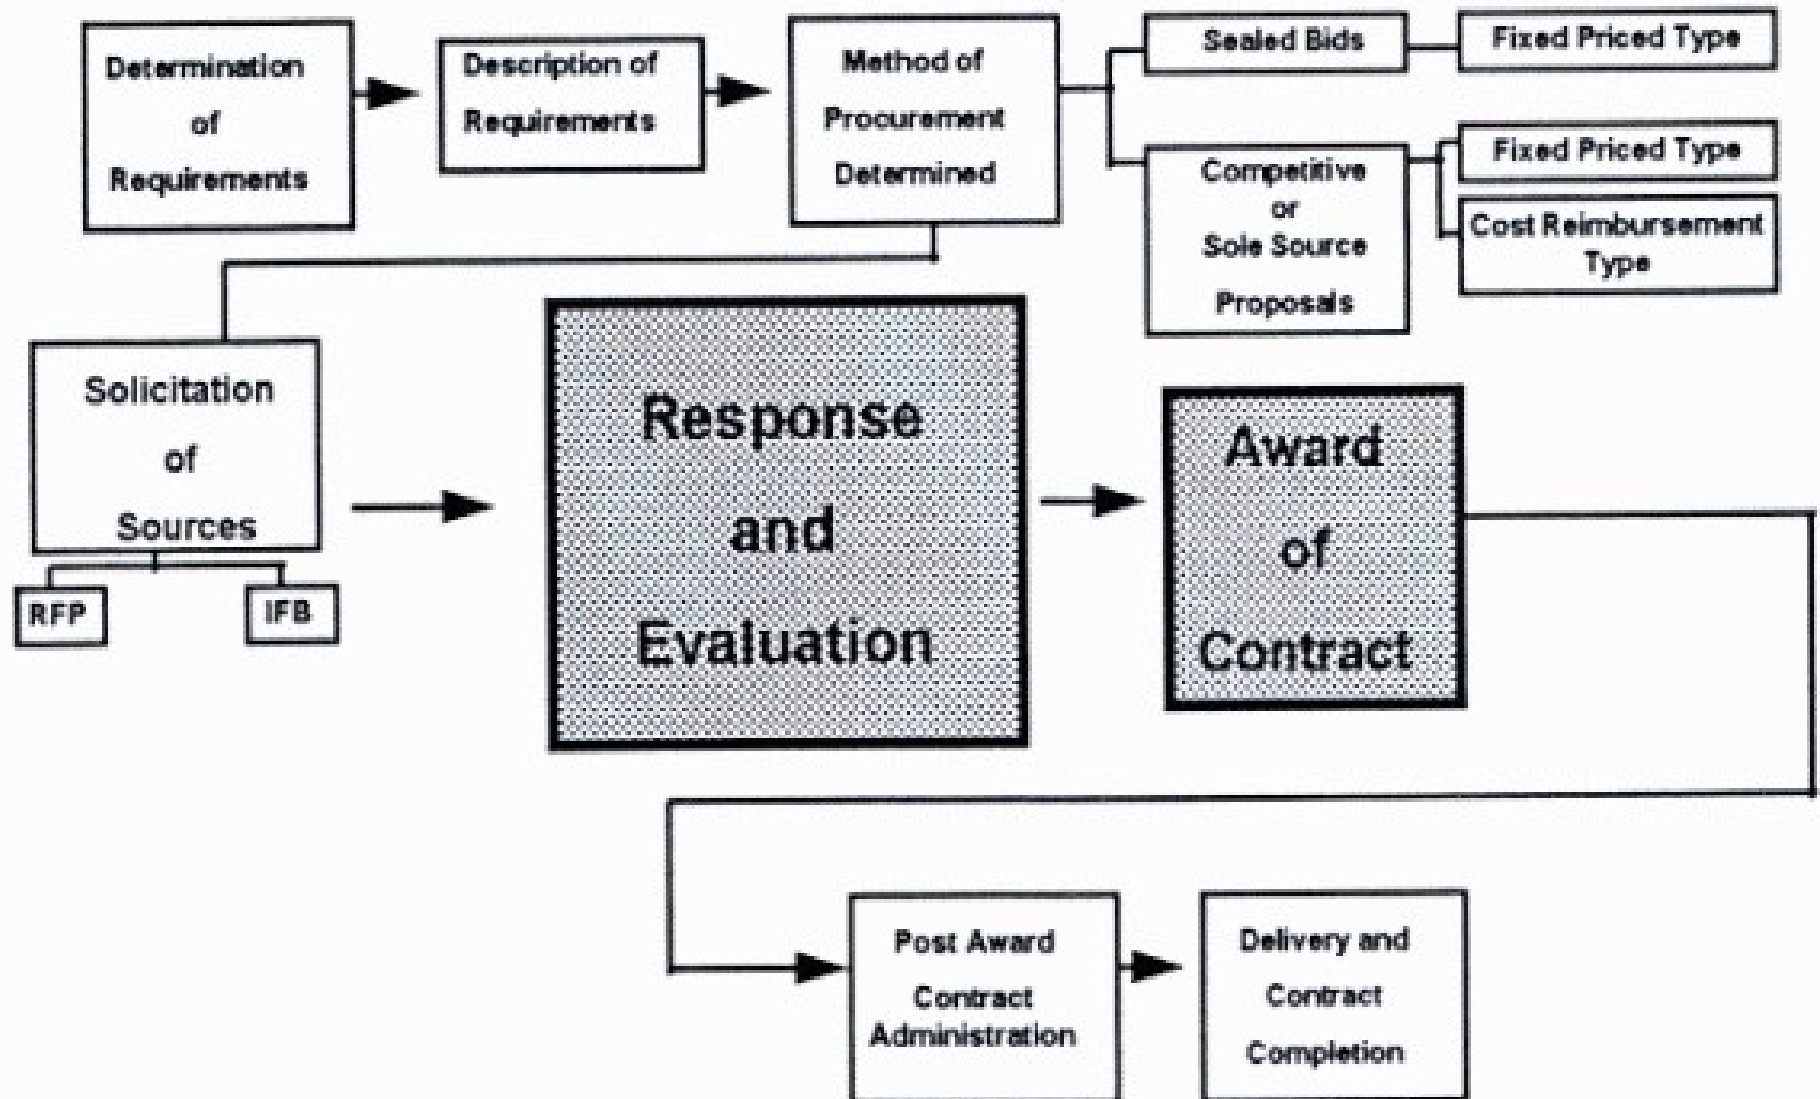 Determination
of
Requirements
Description of
Requirements
Method of
Procurement
Determined
Sealed Bids
Fixed Priced Type
Competitive
or
Sole Source
Proposals
Fixed Priced Type
Cost Reimbursement
Type
Solicitation
of
Sources
RFP
IFB
Response
and
Evaluation
Award
of
Contract
Post Award
Contract
Administration
Delivery and
Contract
Completion